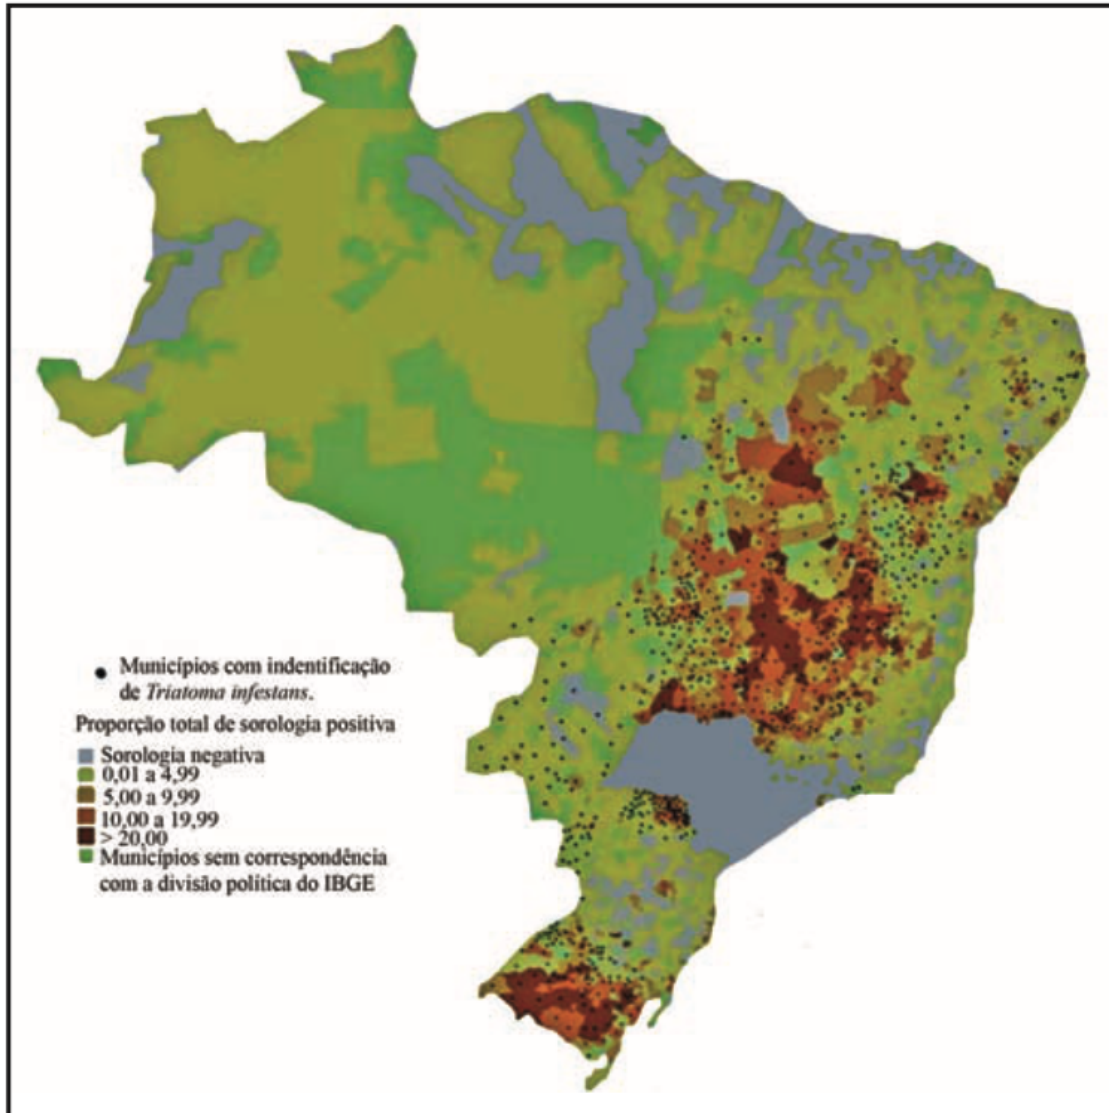 Municípios com indentificação
de Triatoma infestans.
Proporção total de sorologia positiva
Sorologia negativa
0,01 a 4,99
5,00 a 9,99
10,00 a 19,99
> 20,00
Municípios sem correspondência
com a divisão política do IBGE